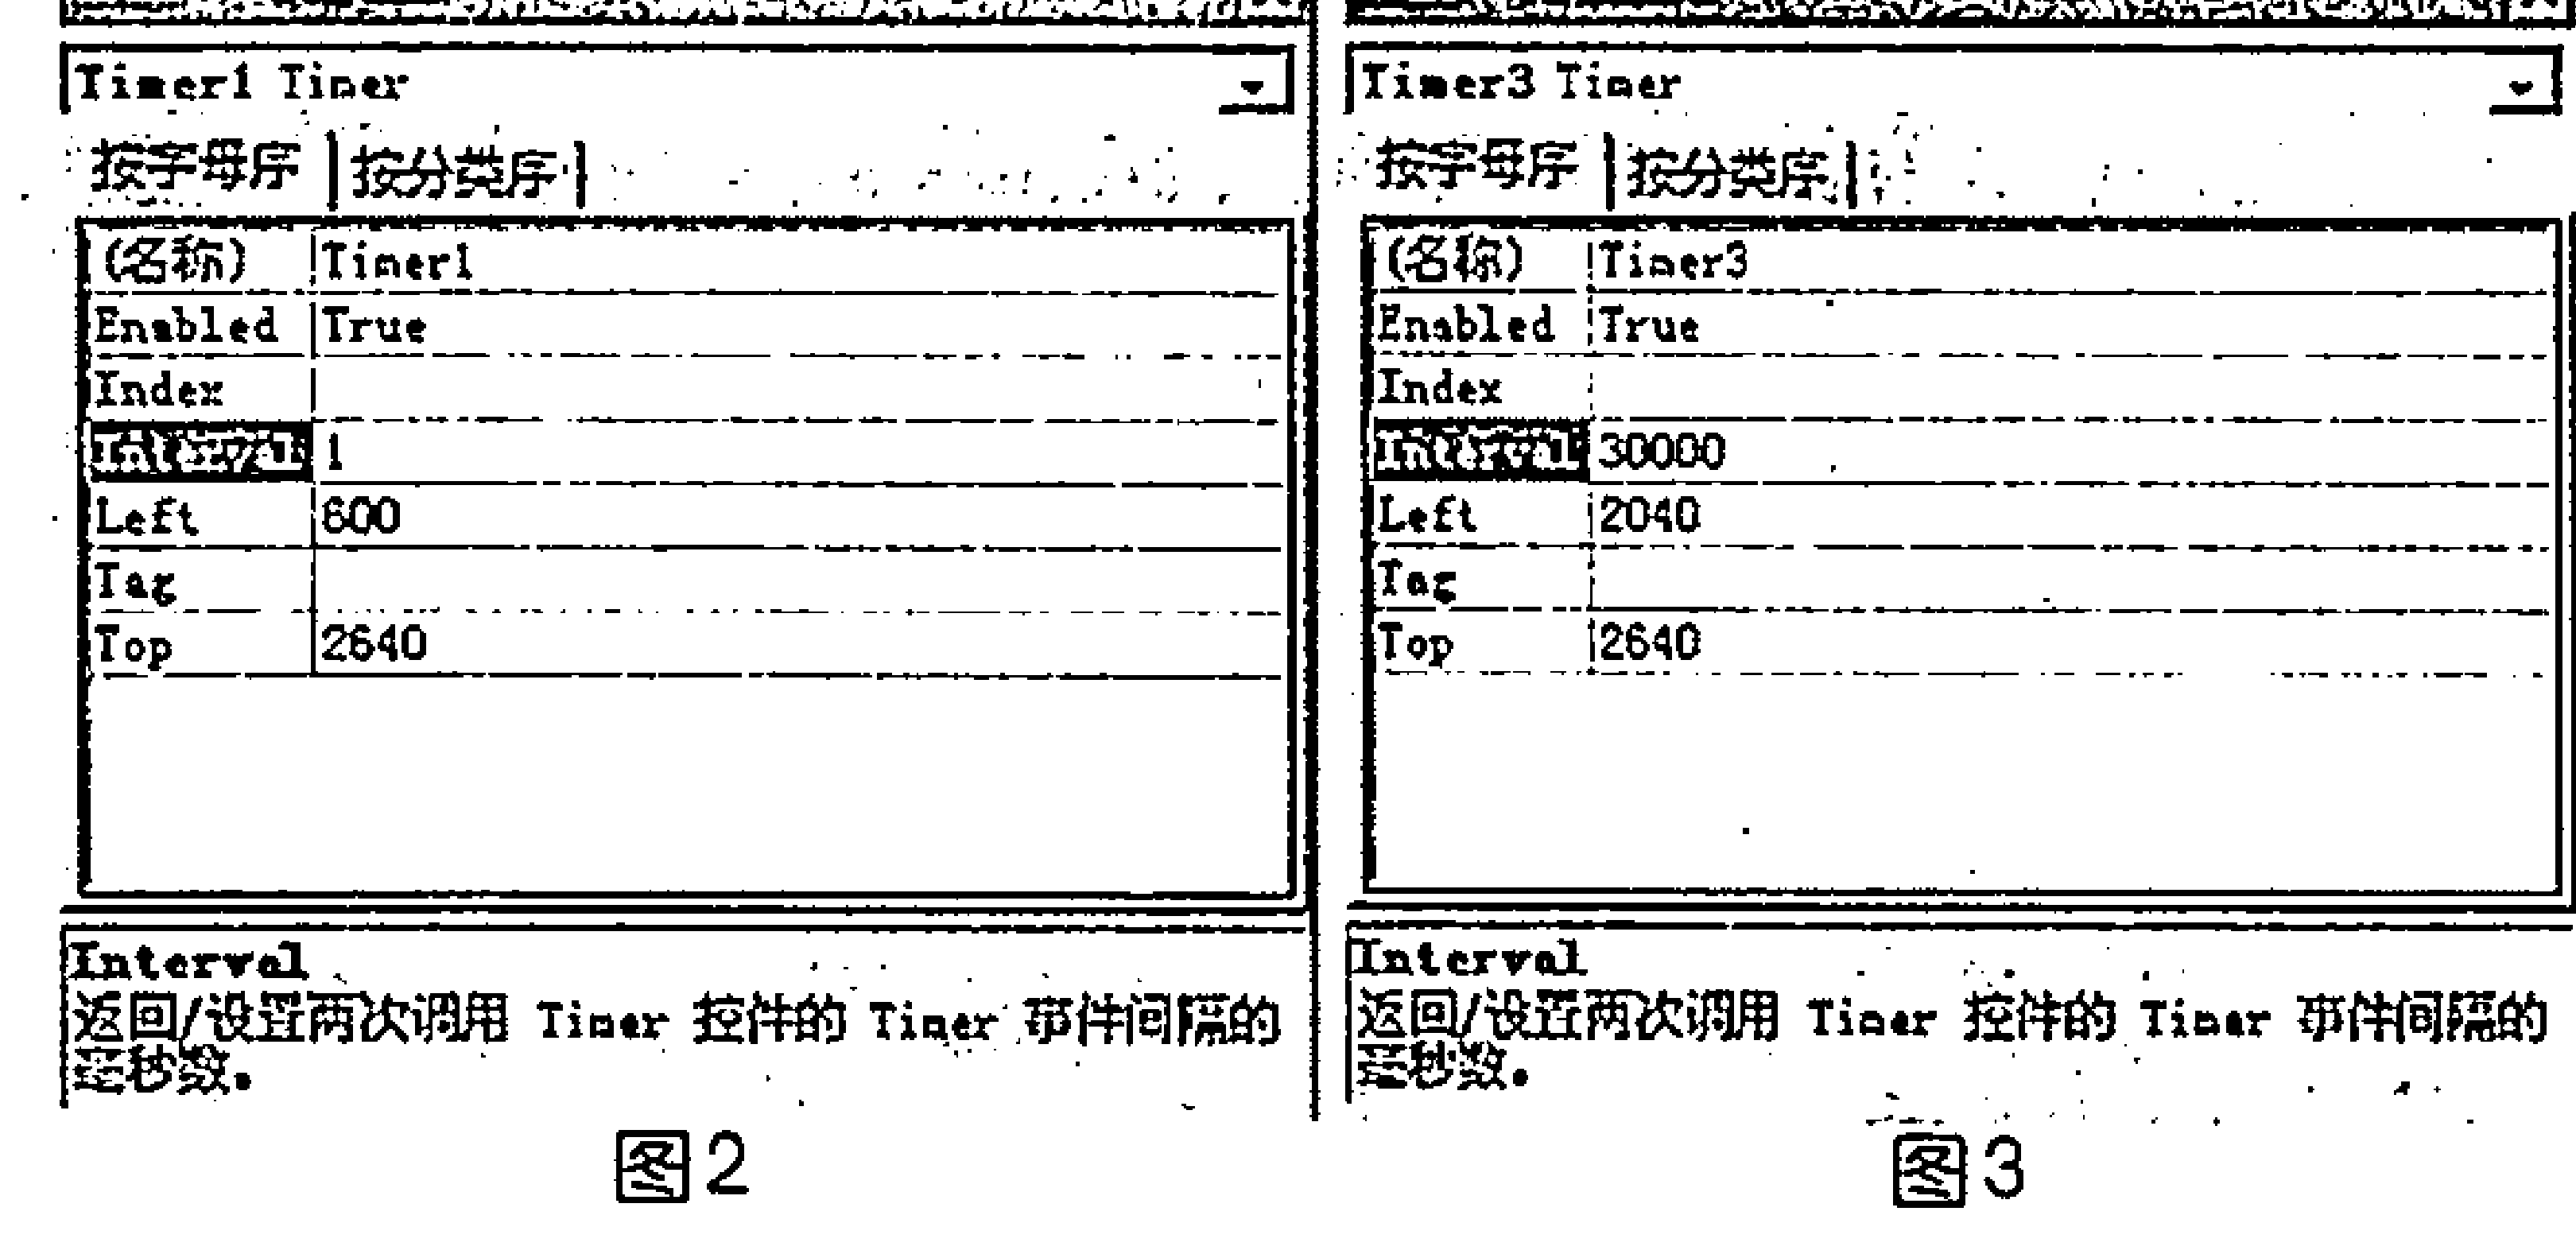 Timer1 Timer
按字母序 按分类序
(名称) Timer1
Enabled True
Index
Interval 1
Left 600
Tag
Top 2640
Interval
返回/设置两次调用 Timer 控件的 Timer 事件间隔的
毫秒数。
图2
Timer3 Timer
按字母序 按分类序
(名称) Timer3
Enabled True
Index
Interval 30000
Left 2040
Tag
Top 2640
Interval
返回/设置两次调用 Timer 控件的 Timer 事件间隔的
毫秒数。
图3